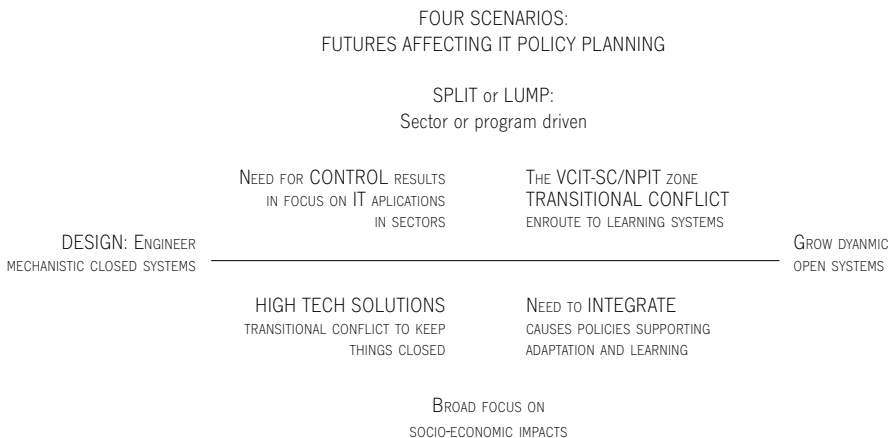 FOUR SCENARIOS:
FUTURES AFFECTING IT POLICY PLANNING
SPLIT or LUMP:
Sector or program driven
NEED FOR CONTROL RESULTS
IN FOCUS ON IT APLICATIONS
IN SECTORS
THE VCIT-SC/NPIT ZONE
TRANSITIONAL CONFLICT
ENROUTE TO LEARNING SYSTEMS
DESIGN: ENGINEER
MECHANISTIC CLOSED SYSTEMS
GROW DYANMIC
OPEN SYSTEMS
HIGH TECH SOLUTIONS
TRANSITIONAL CONFLICT TO KEEP
THINGS CLOSED
NEED TO INTEGRATE
CAUSES POLICIES SUPPORTING
ADAPTATION AND LEARNING
BROAD FOCUS ON
SOCIO-ECONOMIC IMPACTS